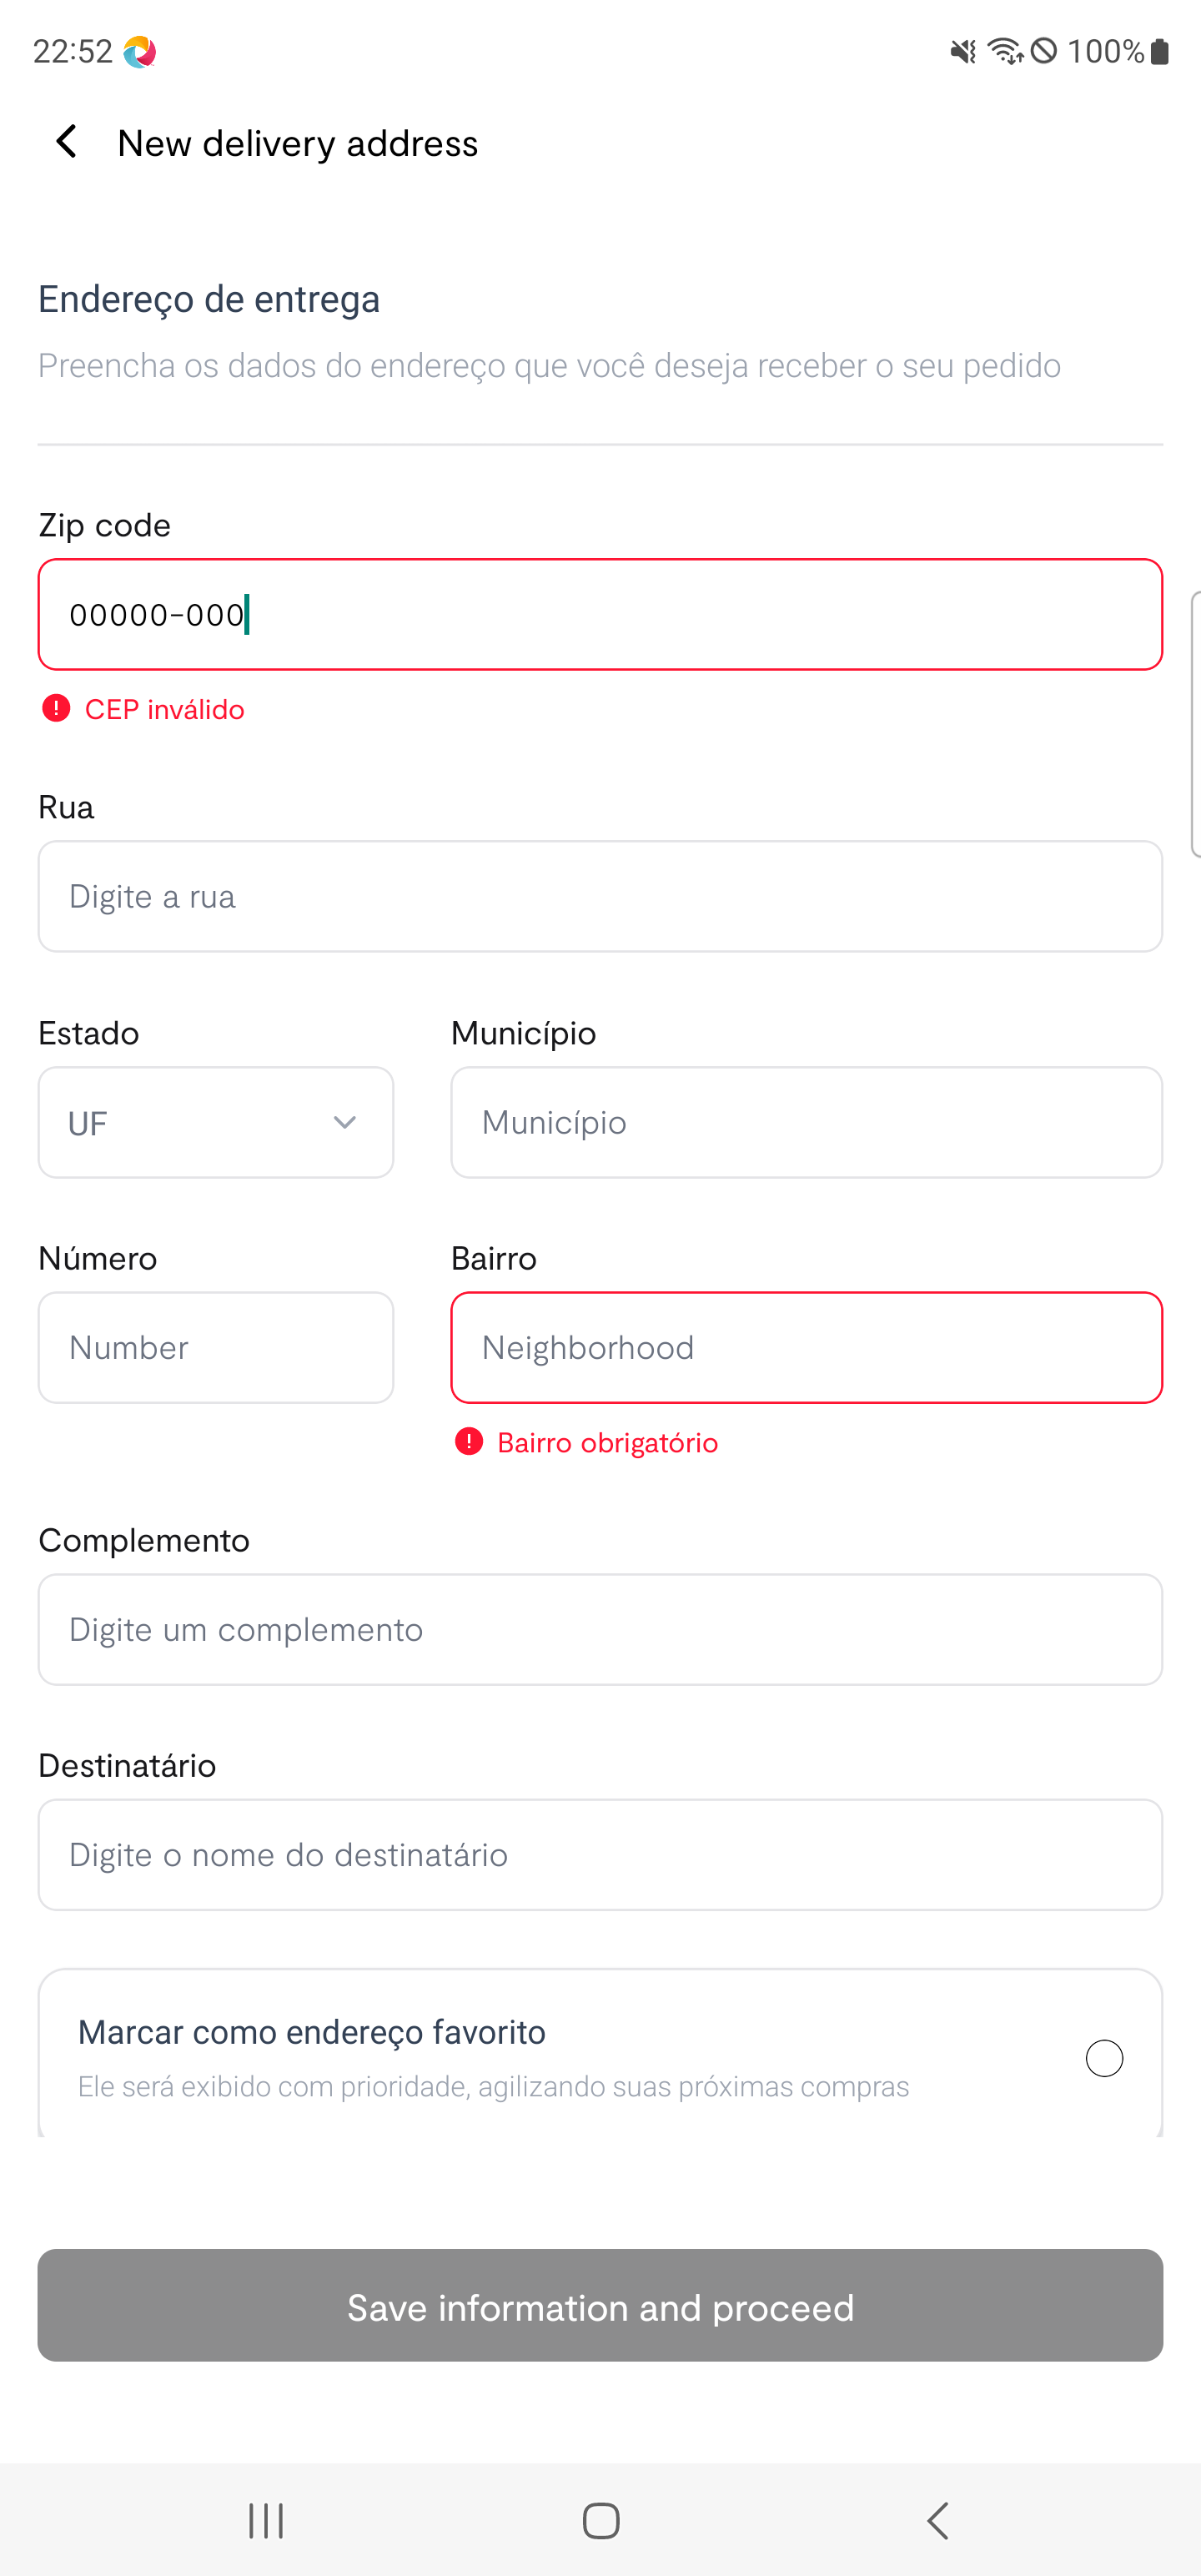 22:52 100%
New delivery address
Endereço de entrega
Preencha os dados do endereço que você deseja receber o seu pedido
Zip code
00000-000
CEP inválido
Rua
Digite a rua
Estado Município
UF Município
Número Bairro
Number Neighborhood
Bairro obrigatório
Complemento
Digite um complemento
Destinatário
Digite o nome do destinatário
Marcar como endereço favorito
Ele será exibido com prioridade, agilizando suas próximas compras
Save information and proceed